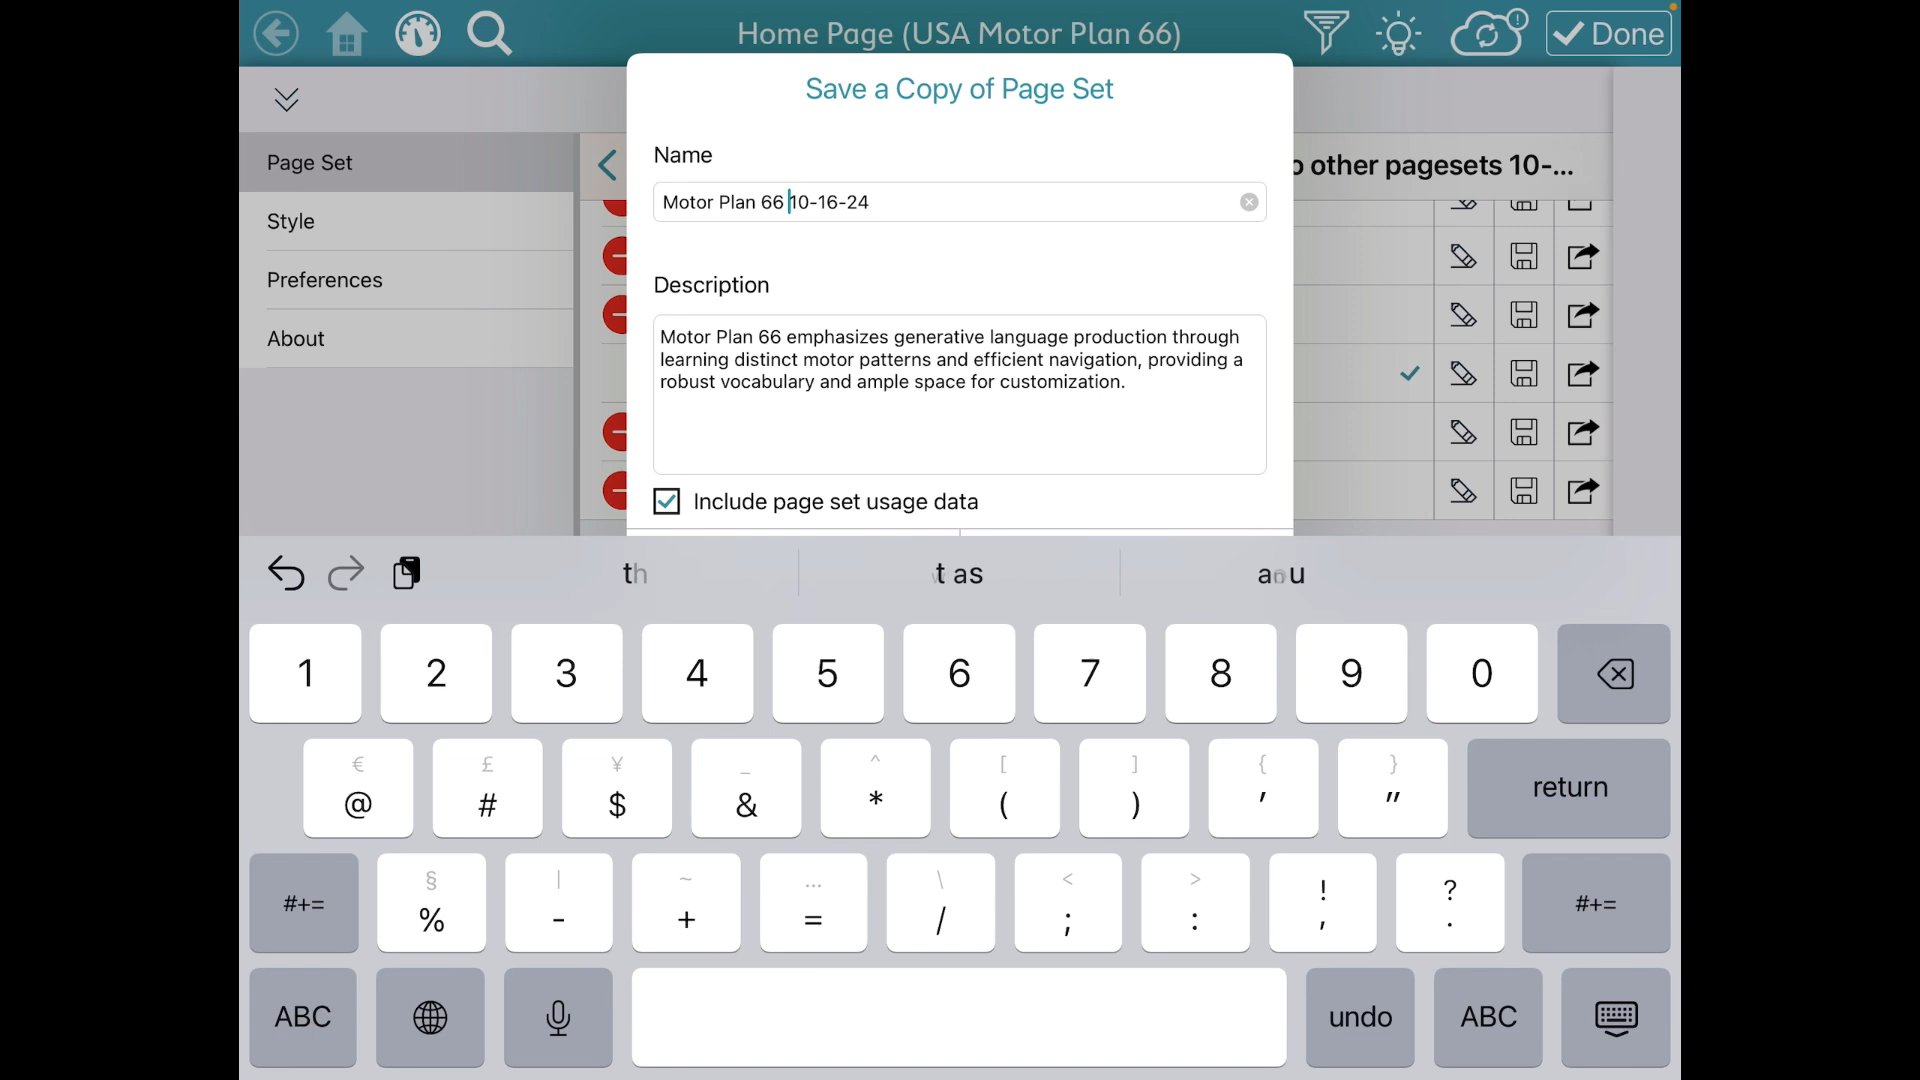 Home Page (USA Motor Plan 66)
Done
Save a Copy of Page Set
Page Set
Style
Preferences
About
other pagesets 10-...
Name
Motor Plan 66 10-16-24
Description
Motor Plan 66 emphasizes generative language production through
learning distinct motor patterns and efficient navigation, providing a
robust vocabulary and ample space for customization.
Include page set usage data
1 2 3 4 5 6 7 8 9 0
€ £ ¥ _ ^ [ ] { }
@ # $ & * ( ) ' " return
§ | ~ … \ < > ! ?
#+= % - + = / ; : , . #+=
ABC undo ABC